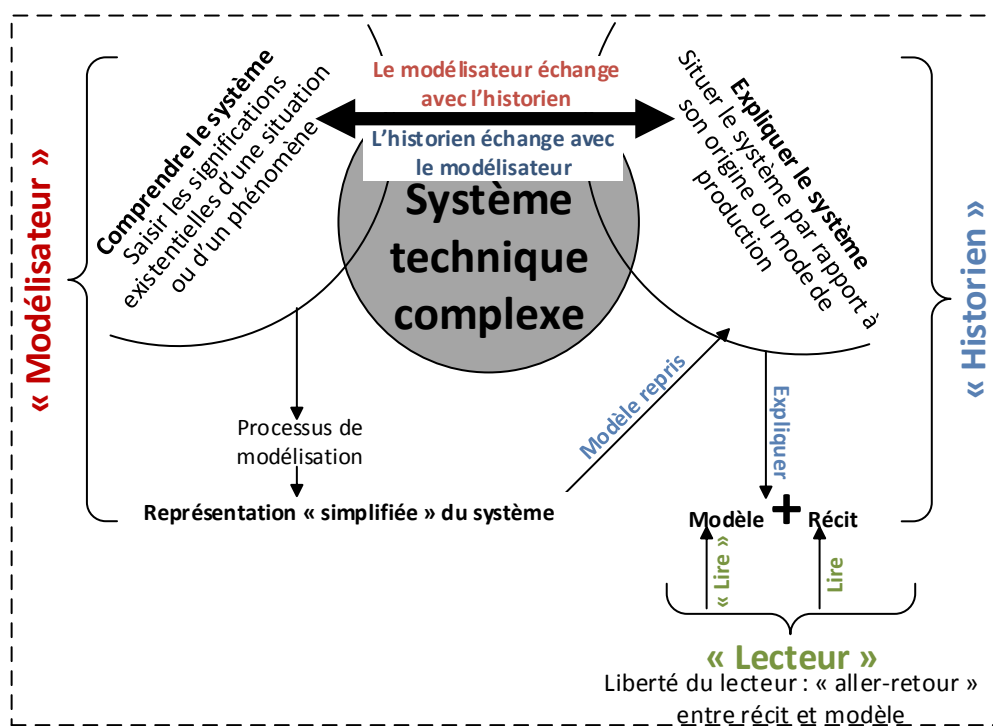 « Modélisateur »
Comprendre le système
Saisir les significations
existentielles d'une situation
ou d'un phénomène
Le modélisateur échange
avec l'historien
L'historien échange avec
le modélisateur
Système
technique
complexe
Expliquer le système
Situer le système par rapport à
son origine ou mode de
production
« Historien »
Processus de
modélisation
Représentation « simplifiée » du système
Modèle repris
Expliquer
Modèle + Récit
« Lire »
Lire
« Lecteur »
Liberté du lecteur : « aller-retour »
entre récit et modèle